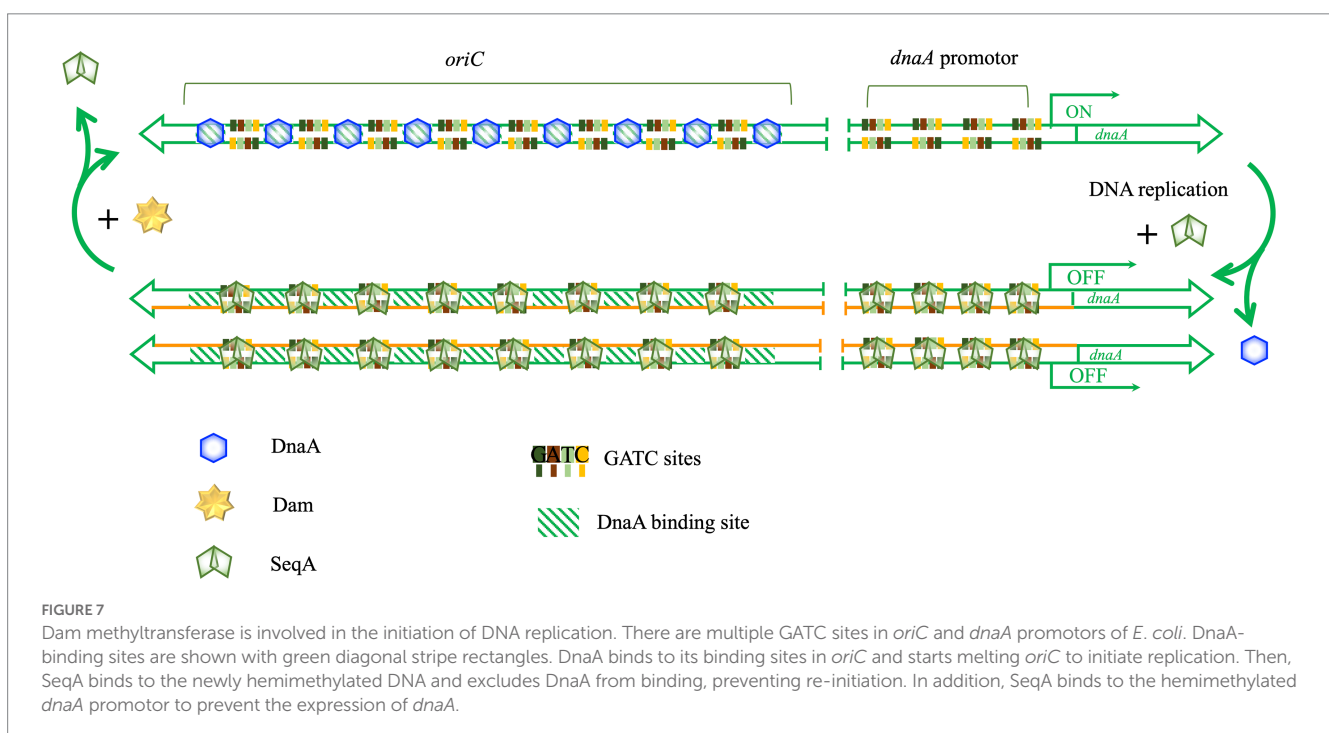 oriC
dnaA promotor
ON
dnaA
DNA replication
+
+
OFF
dnaA
dnaA
OFF
DnaA
GATC
GATC sites
Dam
DnaA binding site
SeqA
FIGURE 7
Dam methyltransferase is involved in the initiation of DNA replication. There are multiple GATC sites in oriC and dnaA promotors of E. coli. DnaA-
binding sites are shown with green diagonal stripe rectangles. DnaA binds to its binding sites in oriC and starts melting oriC to initiate replication. Then,
SeqA binds to the newly hemimethylated DNA and excludes DnaA from binding, preventing re-initiation. In addition, SeqA binds to the hemimethylated
dnaA promotor to prevent the expression of dnaA.